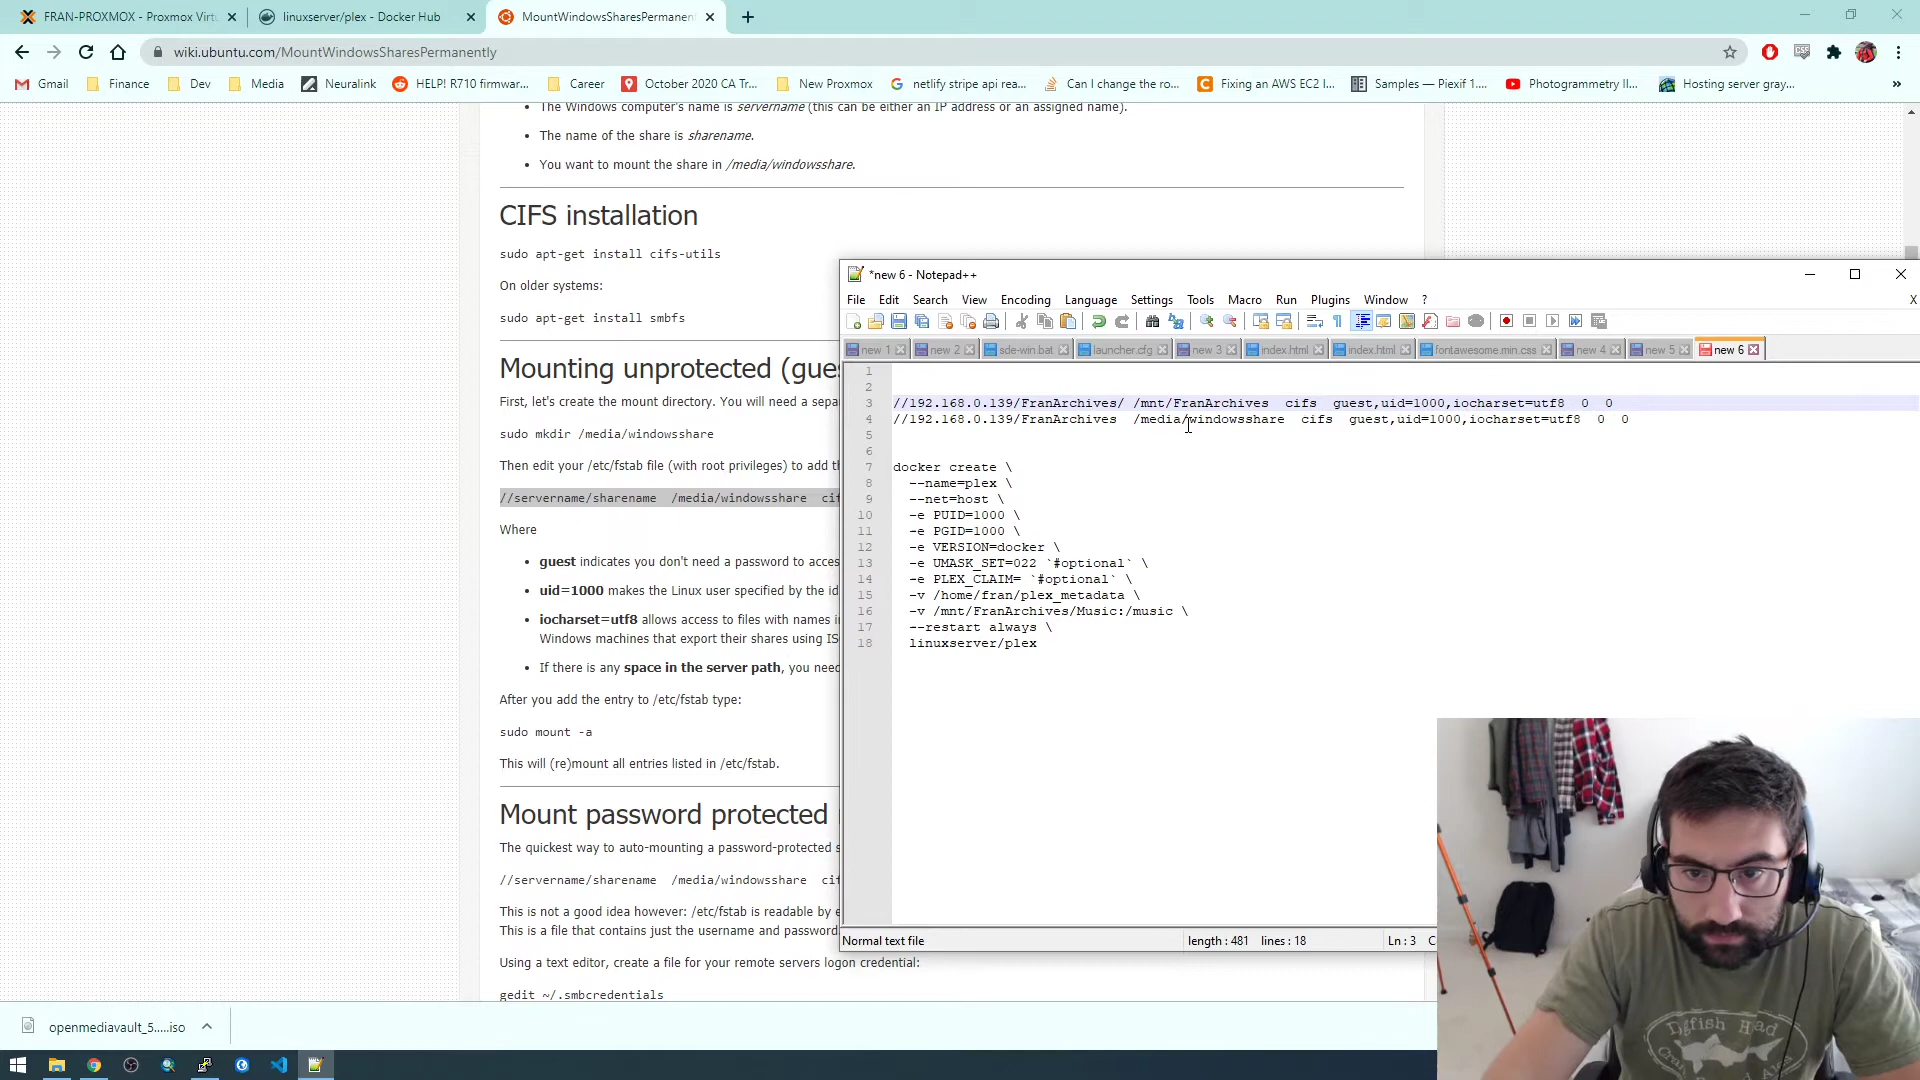 FRAN-PROXMOX - Proxmox Virtu
linuxserver/plex - Docker Hub
MountWindowsSharesPermanent
wiki.ubuntu.com/MountWindowsSharesPermanently
Gmail
Finance
Dev
Media
Neuralink
HELP! R710 firmwar...
Career
October 2020 CA Tr...
New Proxmox
netlify stripe api rea...
Can I change the ro...
Fixing an AWS EC2 I...
Samples — Piexif 1....
Photogrammetry II...
Hosting server gray...
»
The Windows computer's name is servername (this can be either an IP address or an assigned name).
The name of the share is sharename.
You want to mount the share in /media/windowsshare.
CIFS installation
sudo apt-get install cifs-utils
On older systems:
sudo apt-get install smbfs
Mounting unprotected (gue
First, let's create the mount directory. You will need a sepa
sudo mkdir /media/windowsshare
Then edit your /etc/fstab file (with root privileges) to add th
//servername/sharename  /media/windowsshare  cif
Where
guest indicates you don't need a password to acces
uid=1000 makes the Linux user specified by the id
iocharset=utf8 allows access to files with names i
Windows machines that export their shares using IS
If there is any space in the server path, you need
After you add the entry to /etc/fstab type:
sudo mount -a
This will (re)mount all entries listed in /etc/fstab.
Mount password protected
The quickest way to auto-mounting a password-protected s
//servername/sharename  /media/windowsshare  cif
This is not a good idea however: /etc/fstab is readable by e
This is a file that contains just the username and password.
Using a text editor, create a file for your remote servers logon credential:
gedit ~/.smbcredentials
*new 6 - Notepad++
File Edit Search View Encoding Language Settings Tools Macro Run Plugins Window ? X
new 1
new 2
sde-win.bat
launcher.cfg
new 3
index.html
index.html
fontawesome.min.css
new 4
new 5
new 6
1
2
3 //192.168.0.139/FranArchives/ /mnt/FranArchives  cifs  guest,uid=1000,iocharset=utf8  0  0
4 //192.168.0.139/FranArchives  /media/windowsshare  cifs  guest,uid=1000,iocharset=utf8  0  0
5
6
7 docker create \
8   --name=plex \
9   --net=host \
10   -e PUID=1000 \
11   -e PGID=1000 \
12   -e VERSION=docker \
13   -e UMASK_SET=022 `#optional` \
14   -e PLEX_CLAIM= `#optional` \
15   -v /home/fran/plex_metadata \
16   -v /mnt/FranArchives/Music:/music \
17   --restart always \
18   linuxserver/plex
Normal text file
length : 481 lines : 18
Ln : 3 C
openmediavault_5.....iso